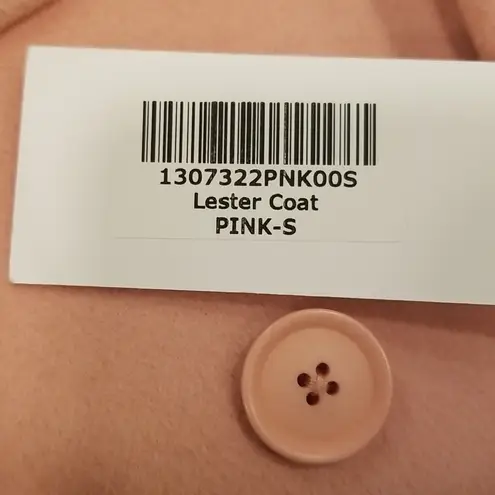 1307322PNK00S
Lester Coat
PINK-S